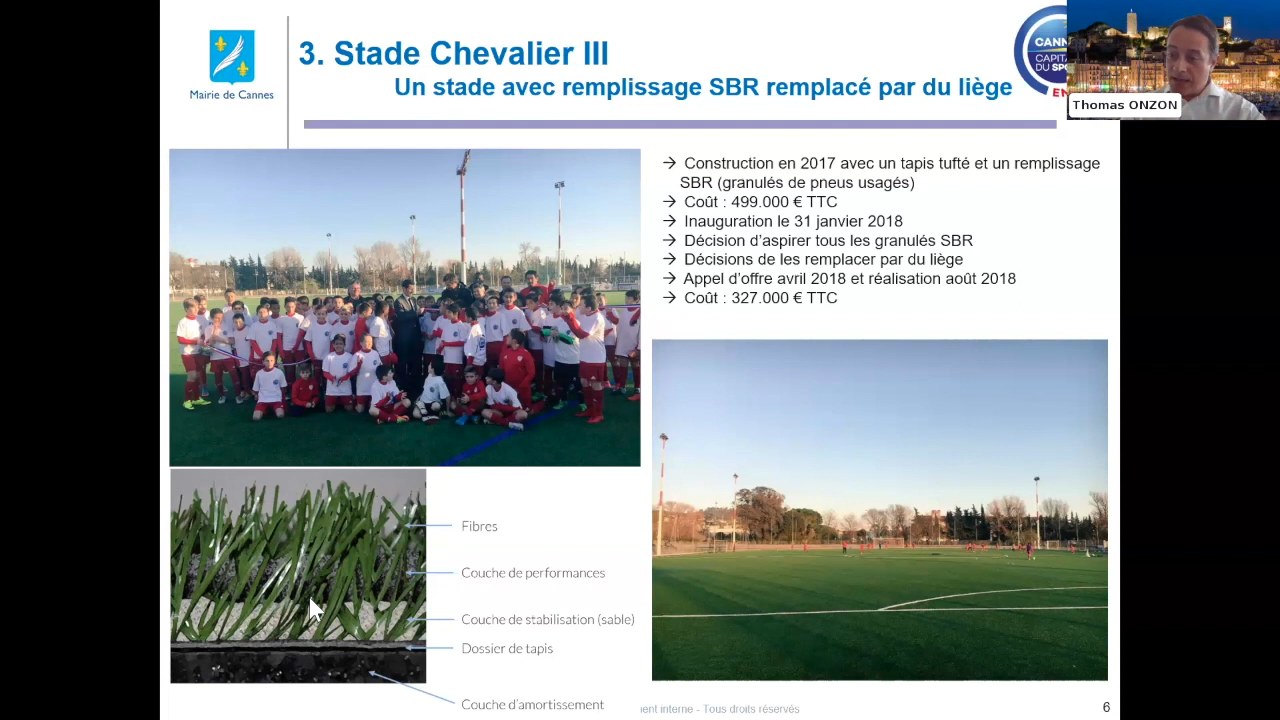 3. Stade Chevalier III
Un stade avec remplissage SBR remplacé par du liège
Mairie de Cannes
CANN
CAPITA
DU SPO
EN
Thomas ONZON
→ Construction en 2017 avec un tapis tufté et un remplissage
SBR (granulés de pneus usagés)
→ Coût : 499.000 € TTC
→ Inauguration le 31 janvier 2018
→ Décision d’aspirer tous les granulés SBR
→ Décisions de les remplacer par du liège
→ Appel d’offre avril 2018 et réalisation août 2018
→ Coût : 327.000 € TTC
Fibres
Couche de performances
Couche de stabilisation (sable)
Dossier de tapis
Couche d’amortissement
ent interne - Tous droits réservés
6